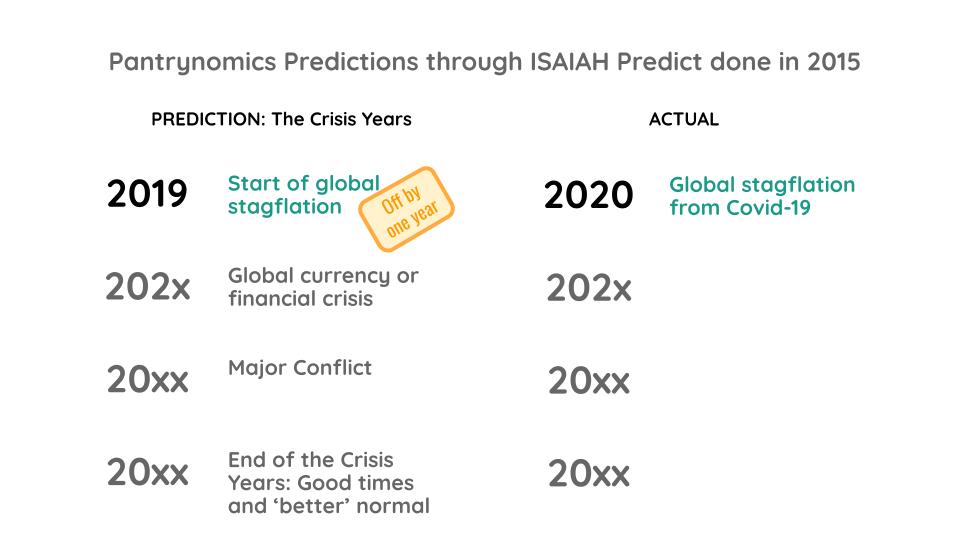 Pantrynomics Predictions through ISAIAH Predict done in 2015
PREDICTION: The Crisis Years
ACTUAL
2019
Start of global
stagflation
Off by
one year
2020
Global stagflation
from Covid-19
202x
Global currency or
financial crisis
202x
20xx
Major Conflict
20xx
20xx
End of the Crisis
Years: Good times
and ‘better’ normal
20xx